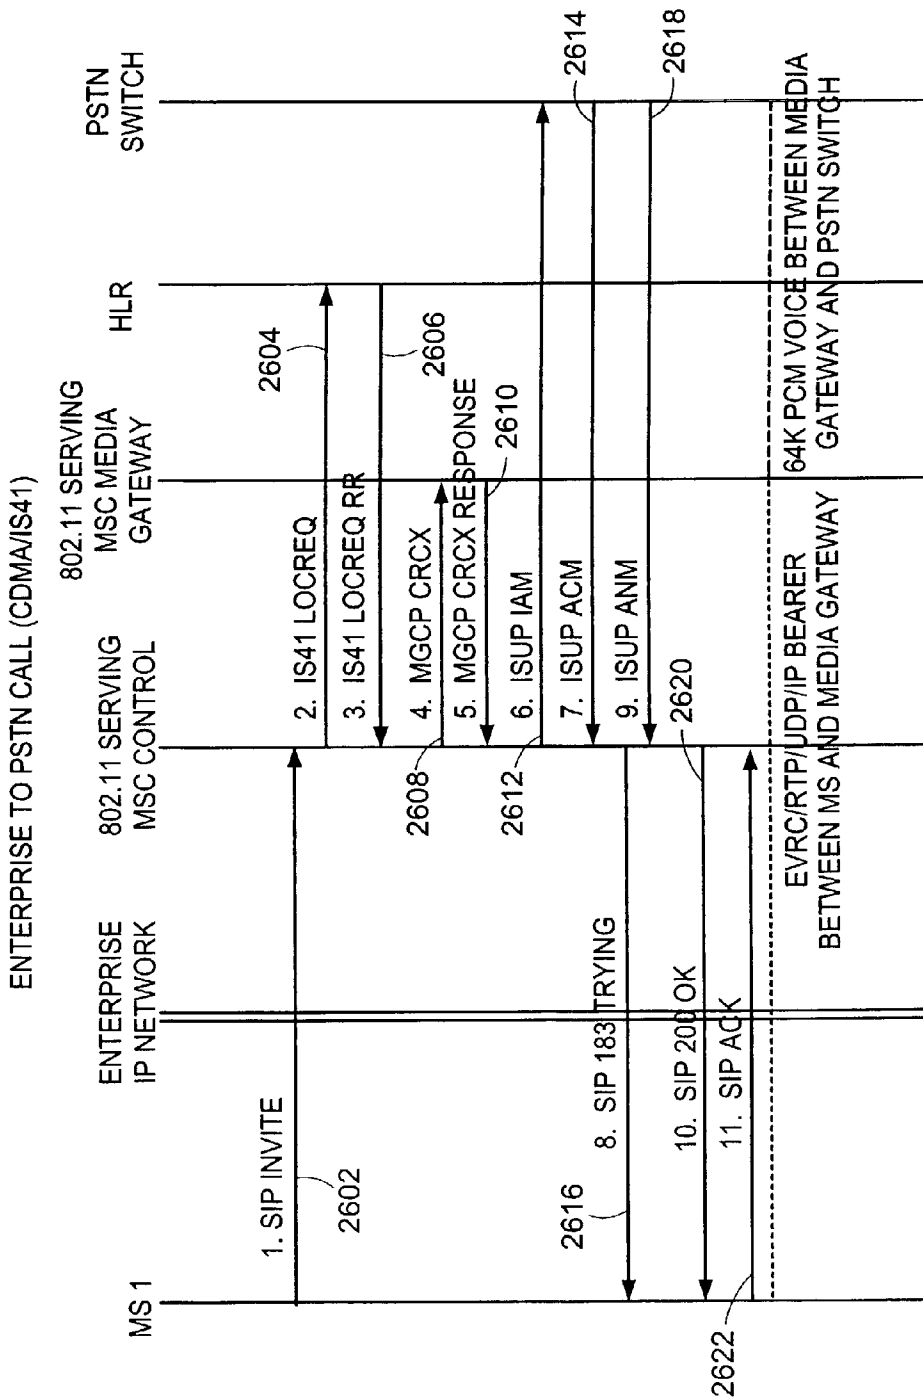 ENTERPRISE TO PSTN CALL (CDMA/IS41)
MS 1
ENTERPRISE
IP NETWORK
802.11 SERVING
MSC CONTROL
802.11 SERVING
MSC MEDIA
GATEWAY
HLR
PSTN
SWITCH
1. SIP INVITE
2602
2. IS41 LOCREQ
2604
3. IS41 LOCREQ RR
2606
4. MGCP CRCX
2608
5. MGCP CRCX RESPONSE
2610
6. ISUP IAM
2612
7. ISUP ACM
2614
8. SIP 183 TRYING
2616
9. ISUP ANM
2618
10. SIP 200 OK
2620
11. SIP ACK
2622
EVRC/RTP/UDP/IP BEARER
BETWEEN MS AND MEDIA GATEWAY
64K PCM VOICE BETWEEN MEDIA
GATEWAY AND PSTN SWITCH